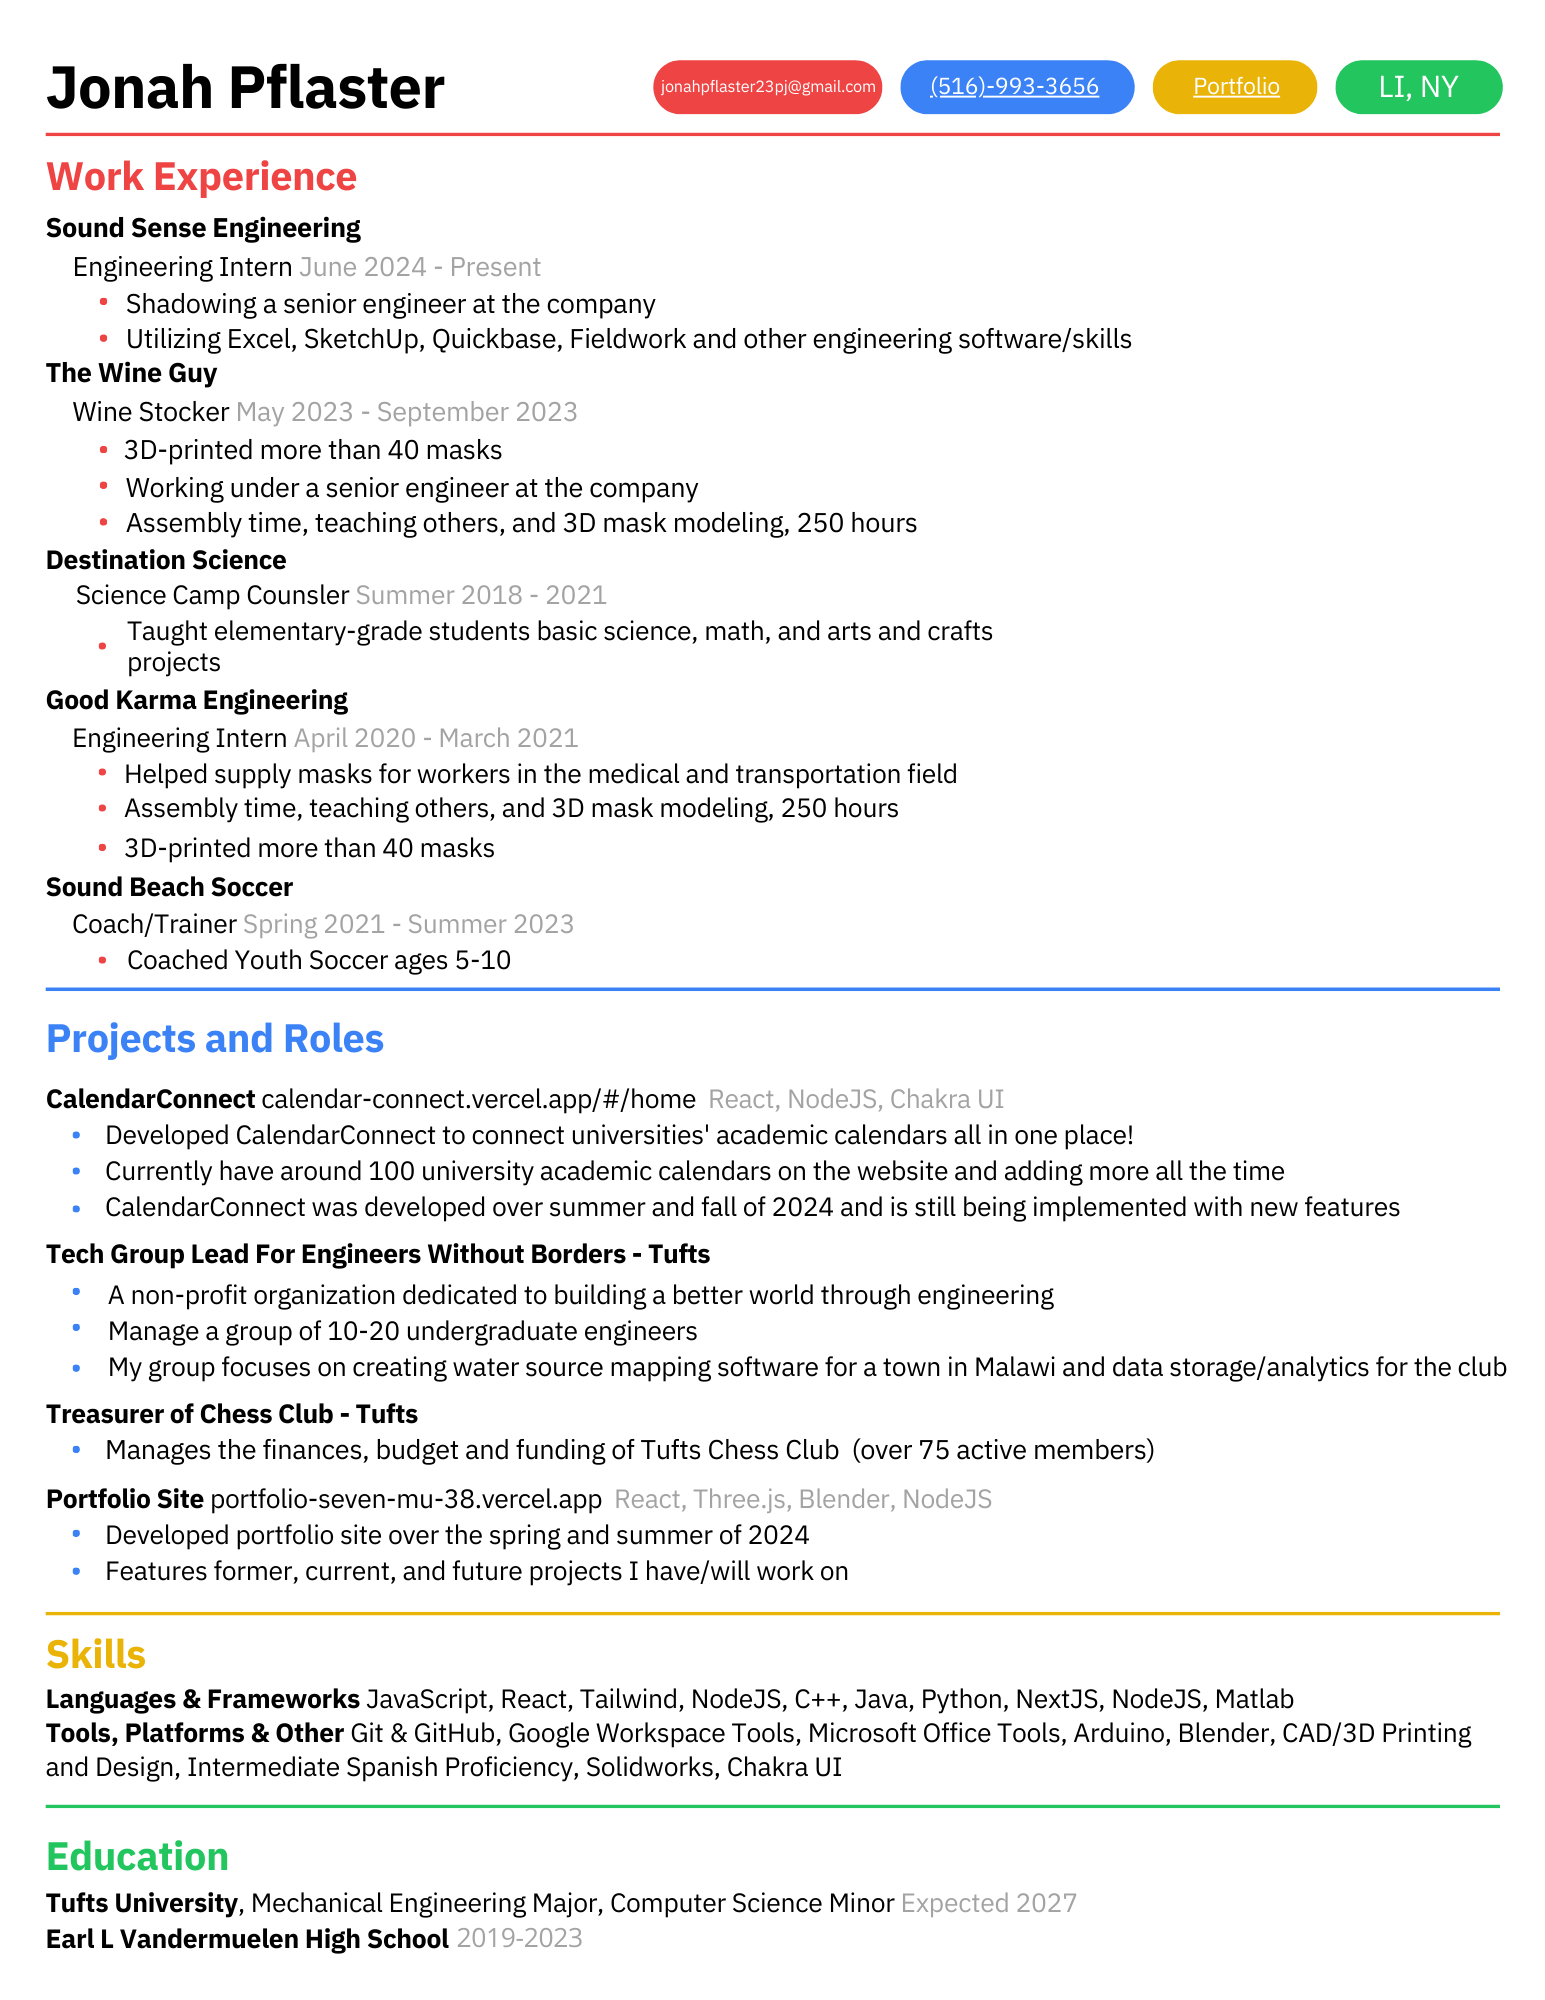 Jonah Pflaster
jonahpflaster23pj@gmail.com
(516)-993-3656
Portfolio
LI, NY
Work Experience
Sound Sense Engineering
Engineering Intern June 2024 - Present
• Shadowing a senior engineer at the company
• Utilizing Excel, SketchUp, Quickbase, Fieldwork and other engineering software/skills
The Wine Guy
Wine Stocker May 2023 - September 2023
• 3D-printed more than 40 masks
• Working under a senior engineer at the company
• Assembly time, teaching others, and 3D mask modeling, 250 hours
Destination Science
Science Camp Counsler Summer 2018 - 2021
• Taught elementary-grade students basic science, math, and arts and crafts
projects
Good Karma Engineering
Engineering Intern April 2020 - March 2021
• Helped supply masks for workers in the medical and transportation field
• Assembly time, teaching others, and 3D mask modeling, 250 hours
• 3D-printed more than 40 masks
Sound Beach Soccer
Coach/Trainer Spring 2021 - Summer 2023
• Coached Youth Soccer ages 5-10
Projects and Roles
CalendarConnect calendar-connect.vercel.app/#/home React, NodeJS, Chakra UI
• Developed CalendarConnect to connect universities' academic calendars all in one place!
• Currently have around 100 university academic calendars on the website and adding more all the time
• CalendarConnect was developed over summer and fall of 2024 and is still being implemented with new features
Tech Group Lead For Engineers Without Borders - Tufts
• A non-profit organization dedicated to building a better world through engineering
• Manage a group of 10-20 undergraduate engineers
• My group focuses on creating water source mapping software for a town in Malawi and data storage/analytics for the club
Treasurer of Chess Club - Tufts
• Manages the finances, budget and funding of Tufts Chess Club (over 75 active members)
Portfolio Site portfolio-seven-mu-38.vercel.app React, Three.js, Blender, NodeJS
• Developed portfolio site over the spring and summer of 2024
• Features former, current, and future projects I have/will work on
Skills
Languages & Frameworks JavaScript, React, Tailwind, NodeJS, C++, Java, Python, NextJS, NodeJS, Matlab
Tools, Platforms & Other Git & GitHub, Google Workspace Tools, Microsoft Office Tools, Arduino, Blender, CAD/3D Printing
and Design, Intermediate Spanish Proficiency, Solidworks, Chakra UI
Education
Tufts University, Mechanical Engineering Major, Computer Science Minor Expected 2027
Earl L Vandermuelen High School 2019-2023